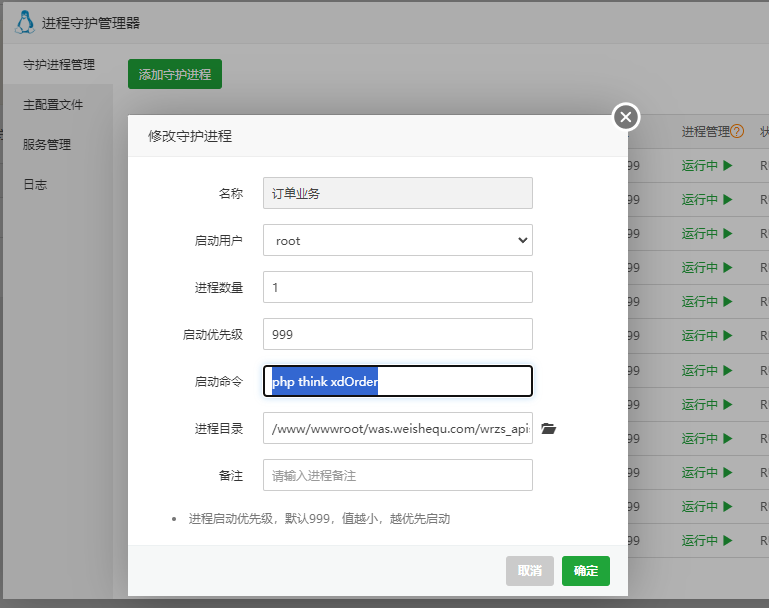 进程守护管理器
守护进程管理
主配置文件
服务管理
日志
添加守护进程
进程管理
修改守护进程
名称 订单业务
启动用户 root
进程数量 1
启动优先级 999
启动命令 php think xdOrder
进程目录 /www/wwwroot/was.weishequ.com/wrzs_api
备注 请输入进程备注
进程启动优先级，默认999，值越小，越优先启动
取消 确定
99 运行中 R
99 运行中 R
99 运行中 R
99 运行中 R
99 运行中 R
99 运行中 R
99 运行中 R
99 运行中 R
99 运行中 R
99 运行中 R
99 运行中 R
99 运行中 R